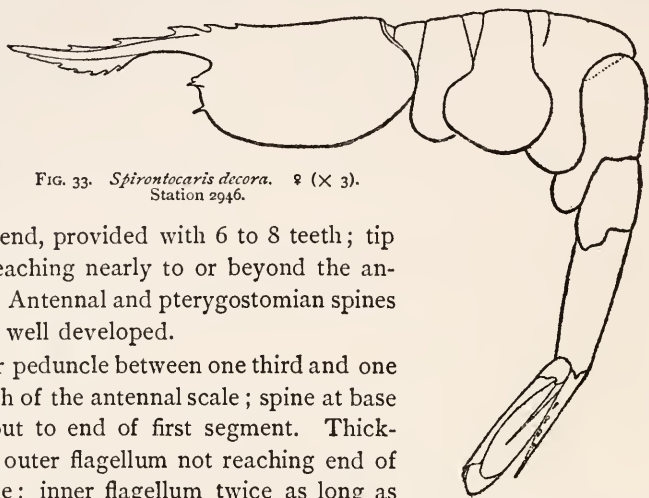 FIG. 33. Spirontocaris decora. ♀ (× 3).
Station 2946.
end, provided with 6 to 8 teeth; tip
eaching nearly to or beyond the an-
Antennal and pterygostomian spines
well developed.
r peduncle between one third and one
h of the antennal scale; spine at base
out to end of first segment. Thick-
outer flagellum not reaching end of
e; inner flagellum twice as long as